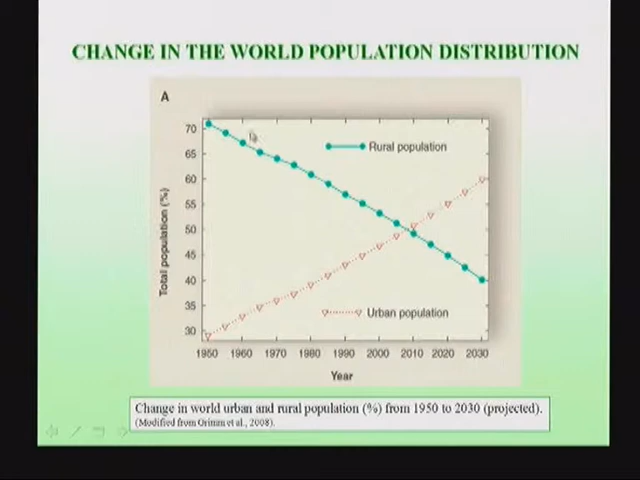 CHANGE IN THE WORLD POPULATION DISTRIBUTION
A
70
65
60
55
50
45
40
35
30
Total population (%)
Rural population
Urban population
1950 1960 1970 1980 1990 2000 2010 2020 2030
Year
Change in world urban and rural population (%) from 1950 to 2030 (projected).
(Modified from Grimm et al., 2008).